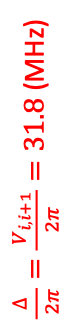 Δ/2π = V_{i,i+1}/2π = 31.8 (MHz)